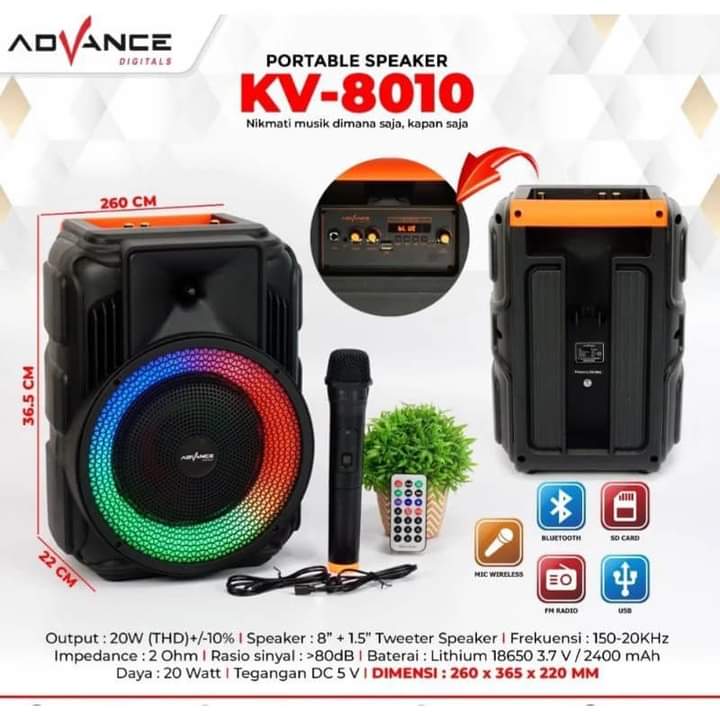 ADVANCE
DIGITALS
PORTABLE SPEAKER
KV-8010
Nikmati musik dimana saja, kapan saja
260 CM
36.5 CM
22 CM
ADVANCE
BLUE
ADVANCE
BLUETOOTH
SD CARD
MIC WIRELESS
FM RADIO
USB
Output : 20W (THD)+/-10% I Speaker : 8” + 1.5” Tweeter Speaker I Frekuensi : 150-20KHz
Impedance : 2 Ohm I Rasio sinyal : >80dB I Baterai : Lithium 18650 3.7 V / 2400 mAh
Daya : 20 Watt I Tegangan DC 5 V I DIMENSI : 260 x 365 x 220 MM